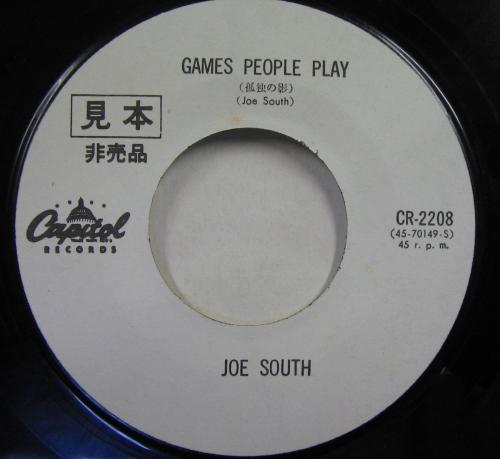 GAMES PEOPLE PLAY
(孤独の影)
(Joe South)
見本
非売品
Capitol
RECORDS
CR-2208
(45-70149-S)
45 r. p. m.
JOE SOUTH